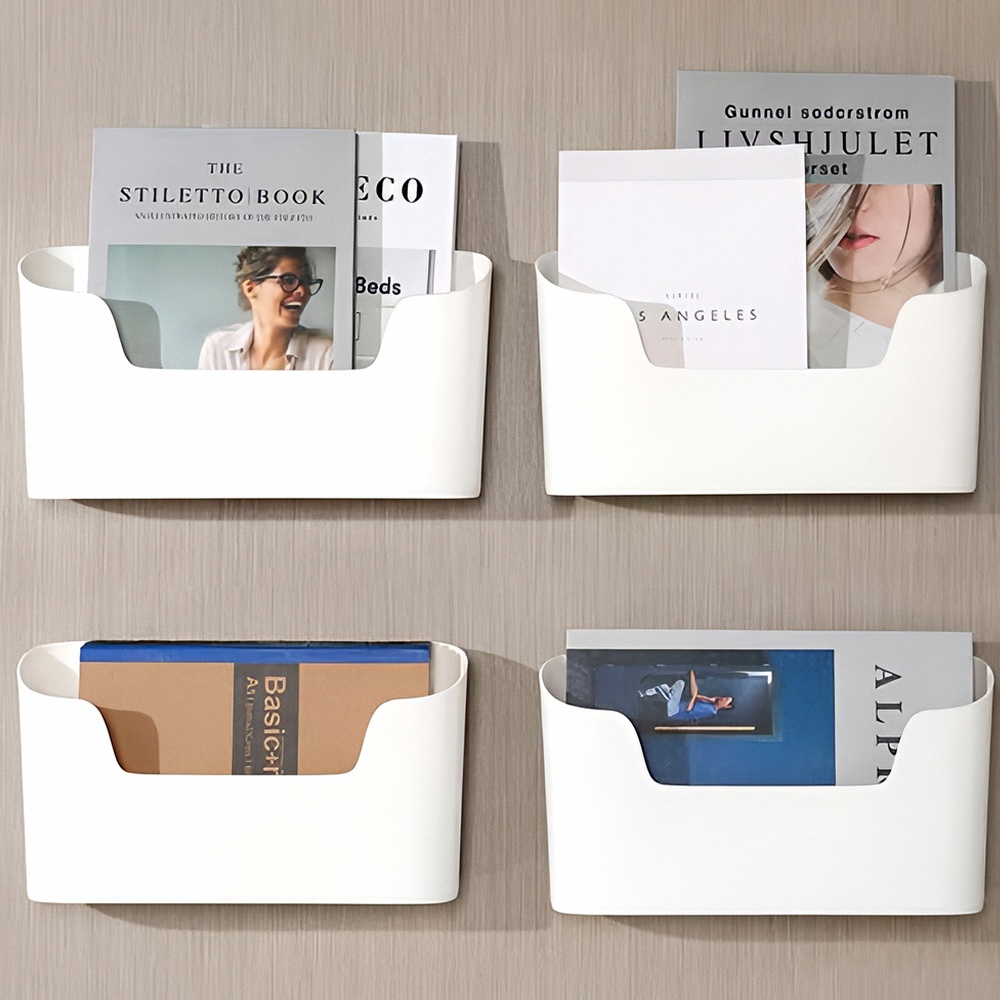 THE
STILETTO BOOK
ECO
Beds
Gunnel sodorstrom
LIVSHJULET
rset
S ANGELES
Basic+r
ALP